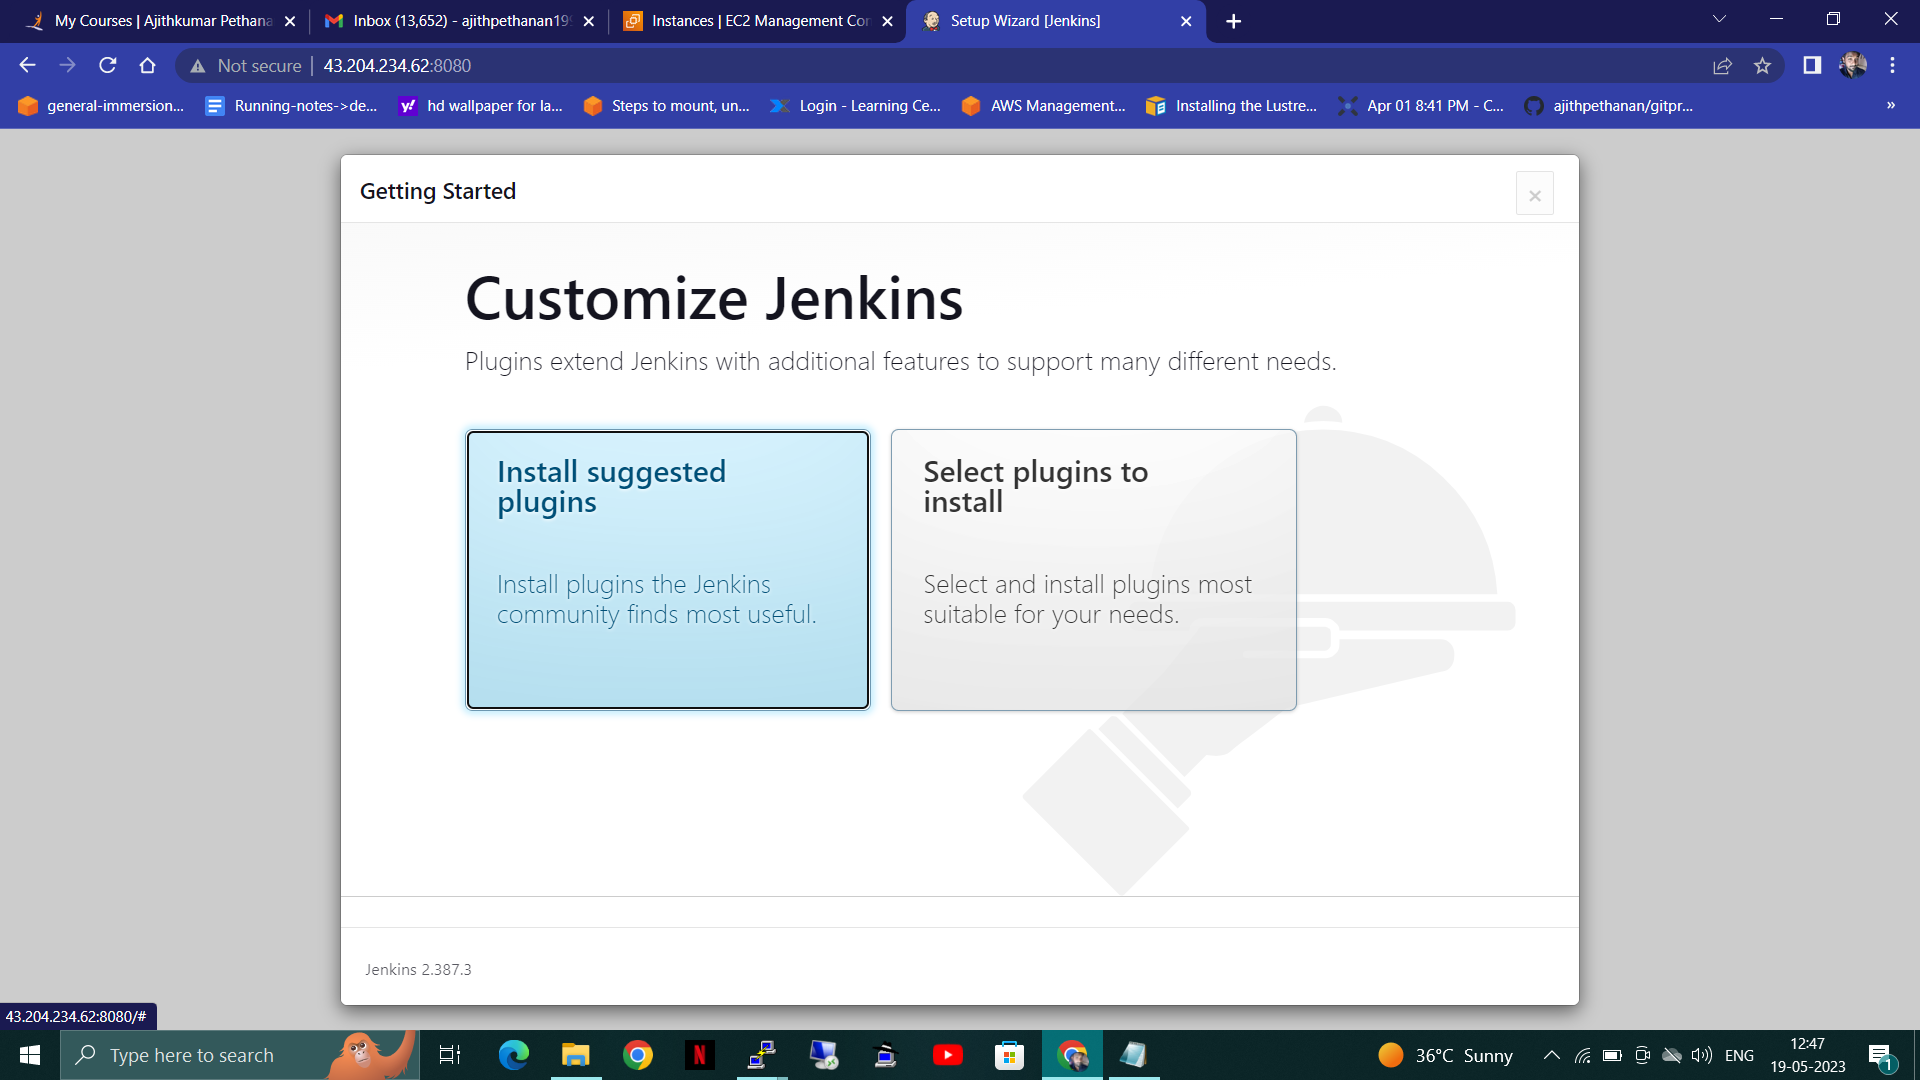 My Courses | Ajithkumar Pethana
Inbox (13,652) - ajithpethanan19
Instances | EC2 Management Con
Setup Wizard [Jenkins]
Not secure
43.204.234.62:8080
general-immersion...
Running-notes->de...
hd wallpaper for la...
Steps to mount, un...
Login - Learning Ce...
AWS Management...
Installing the Lustre...
Apr 01 8:41 PM - C...
ajithpethanan/gitpr...
»
Getting Started
Customize Jenkins
Plugins extend Jenkins with additional features to support many different needs.
Install suggested
plugins
Install plugins the Jenkins
community finds most useful.
Select plugins to
install
Select and install plugins most
suitable for your needs.
Jenkins 2.387.3
43.204.234.62:8080/#
Type here to search
36°C Sunny
ENG
12:47
19-05-2023
1